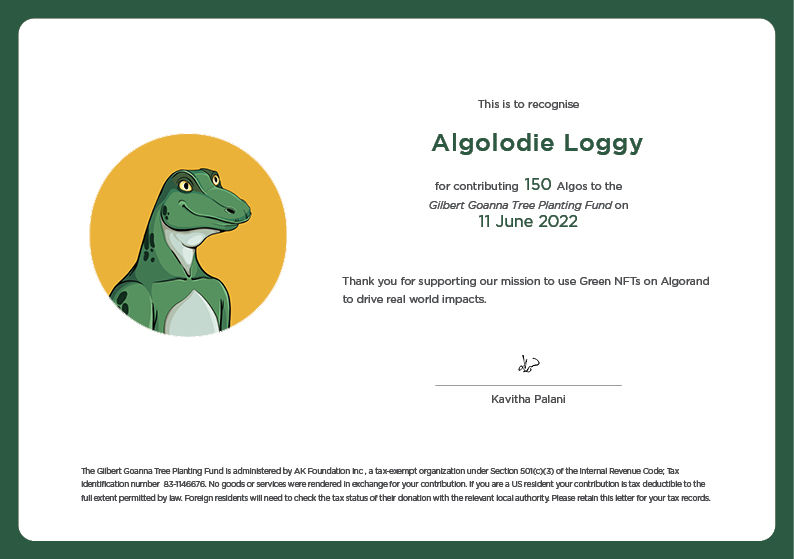 This is to recognise
Algolodie Loggy
for contributing 150 Algos to the
Gilbert Goanna Tree Planting Fund on
11 June 2022
Thank you for supporting our mission to use Green NFTs on Algorand
to drive real world impacts.
Kavitha Palani
The Gilbert Goanna Tree Planting Fund is administered by AK Foundation Inc , a tax-exempt organization under Section 501(c)(3) of the Internal Revenue Code; Tax
identification number 83-1146676. No goods or services were rendered in exchange for your contribution. If you are a US resident your contribution is tax deductible to the
full extent permitted by law. Foreign residents will need to check the tax status of their donation with the relevant local authority. Please retain this letter for your tax records.